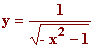 y = 1/√(-x² - 1)